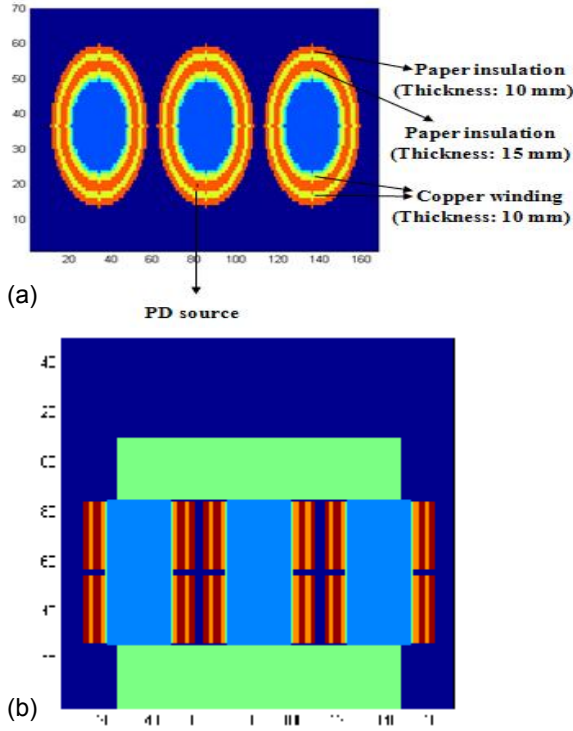 70
60
50
40
30
20
10
20 40 60 80 100 120 140 160
Paper insulation
(Thickness: 10 mm)
Paper insulation
(Thickness: 15 mm)
Copper winding
(Thickness: 10 mm)
(a)
PD source
(b)